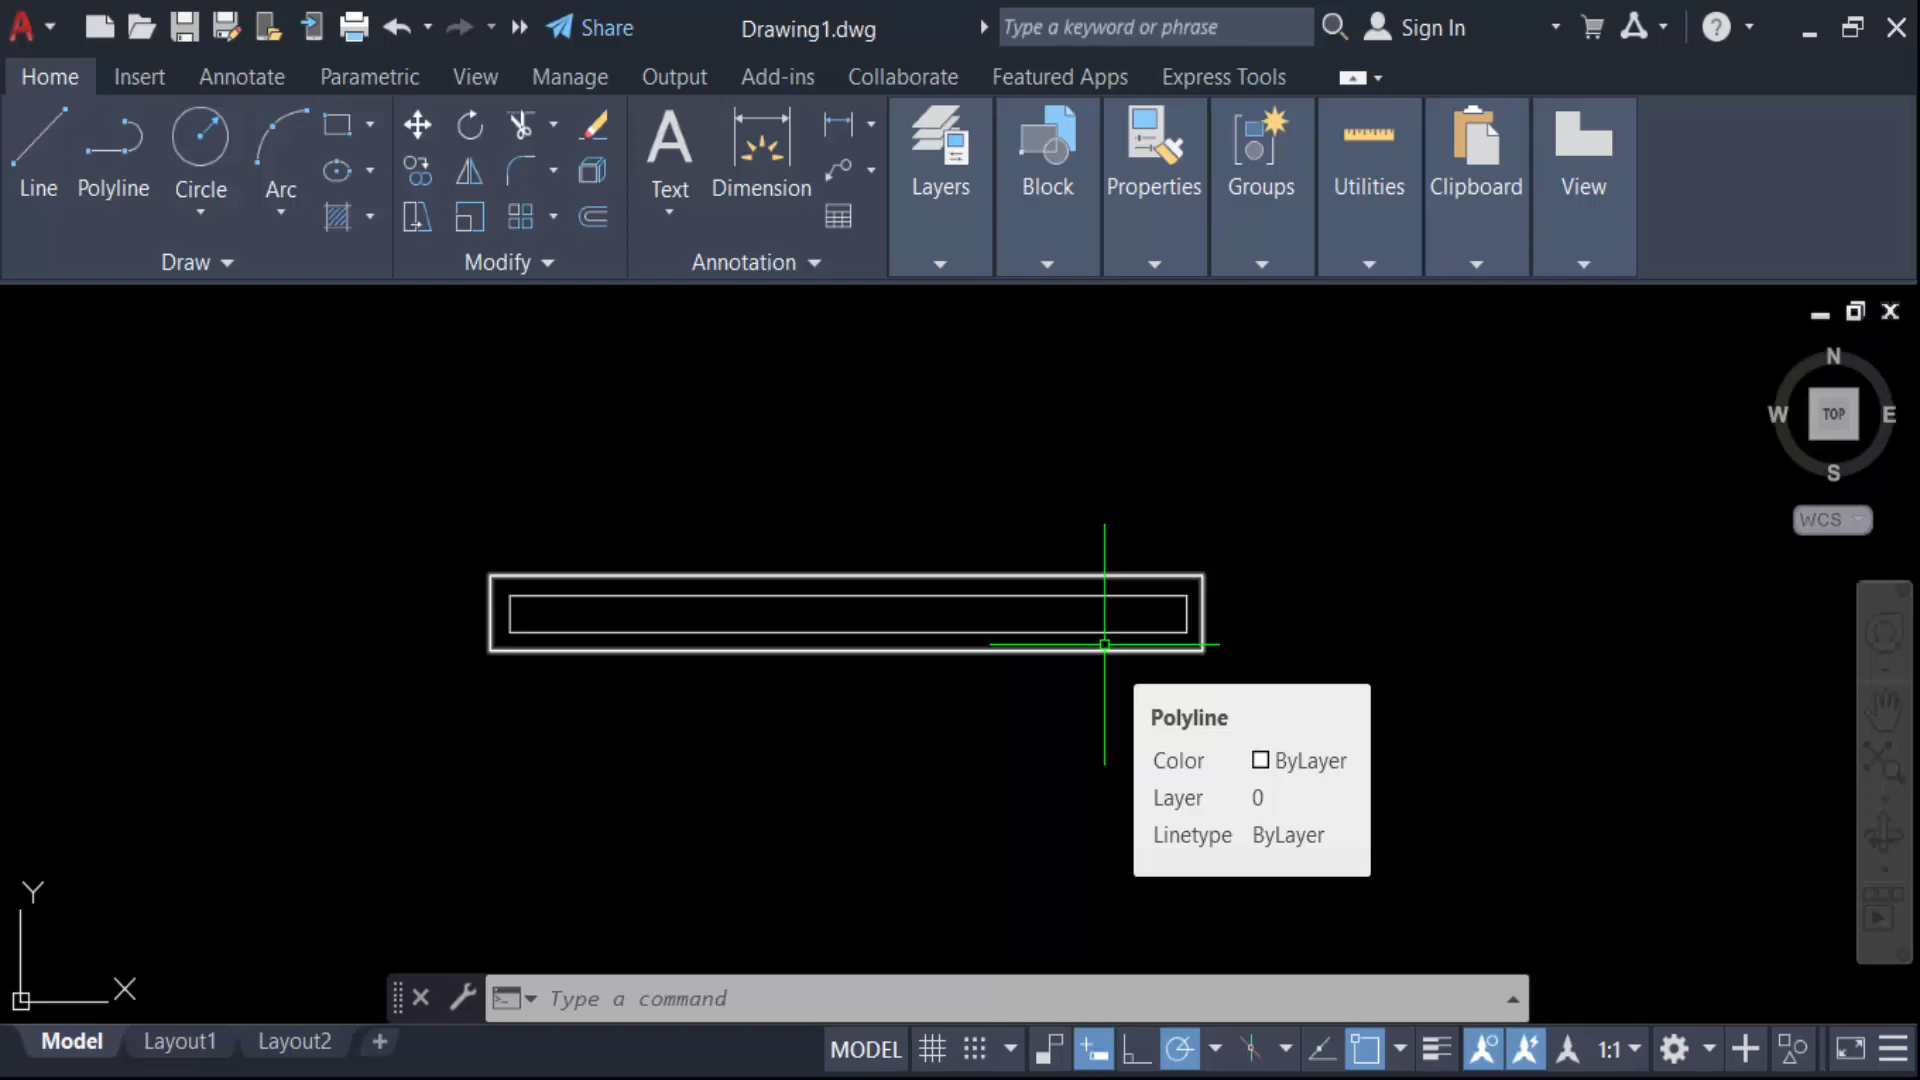 Share
Drawing1.dwg
Type a keyword or phrase
Sign In
Home Insert Annotate Parametric View Manage Output Add-ins Collaborate Featured Apps Express Tools
Line Polyline Circle Arc
Text Dimension
Layers Block Properties Groups Utilities Clipboard View
Draw Modify Annotation
N
W TOP E
S
WCS
Polyline
Color ByLayer
Layer 0
Linetype ByLayer
Y
X
Type a command
Model Layout1 Layout2 +
MODEL 1:1